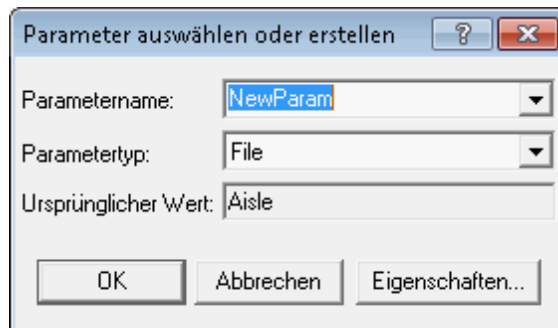 Parameter auswählen oder erstellen ?
Parametername: NewParam
Parametertyp: File
Ursprünglicher Wert: Aisle
OK Abbrechen Eigenschaften...